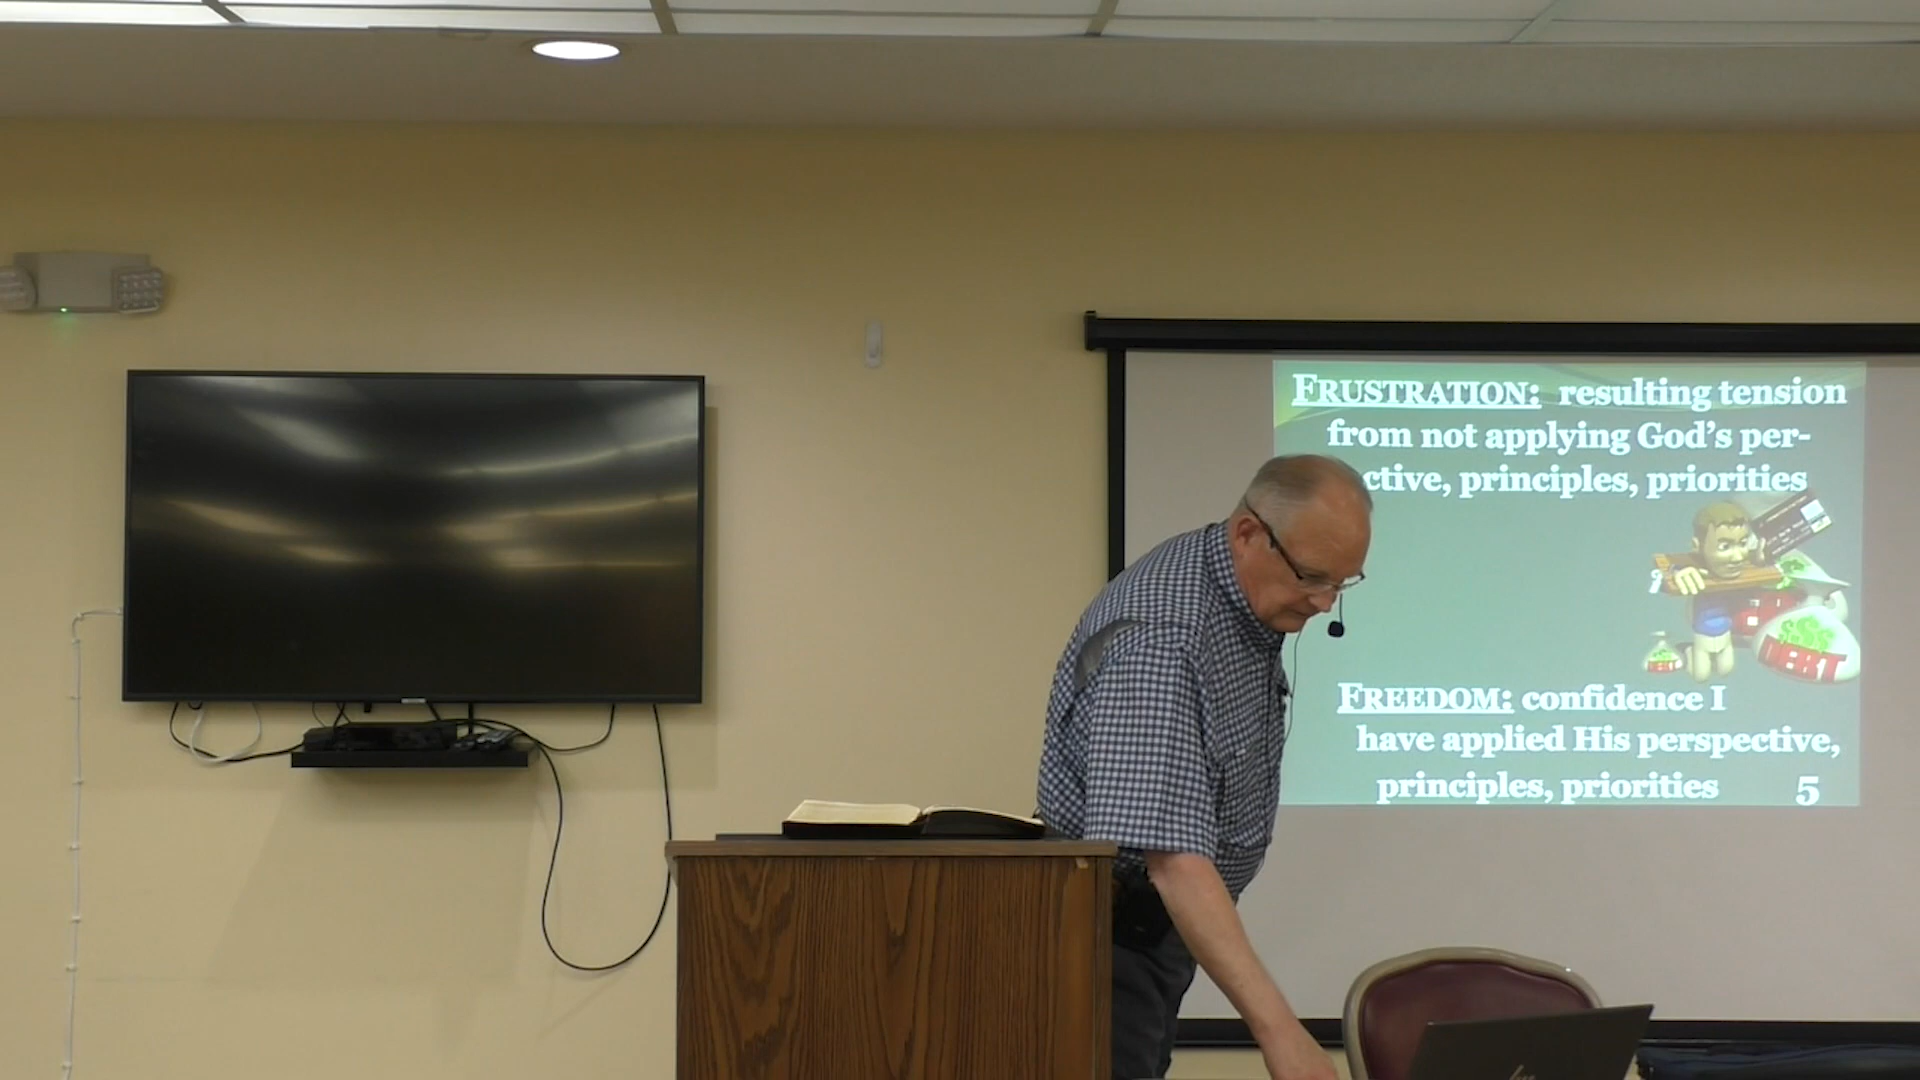 FRUSTRATION: resulting tension
from not applying God's per-
ctive, principles, priorities
DEBT
FREEDOM: confidence I
have applied His perspective,
principles, priorities 5